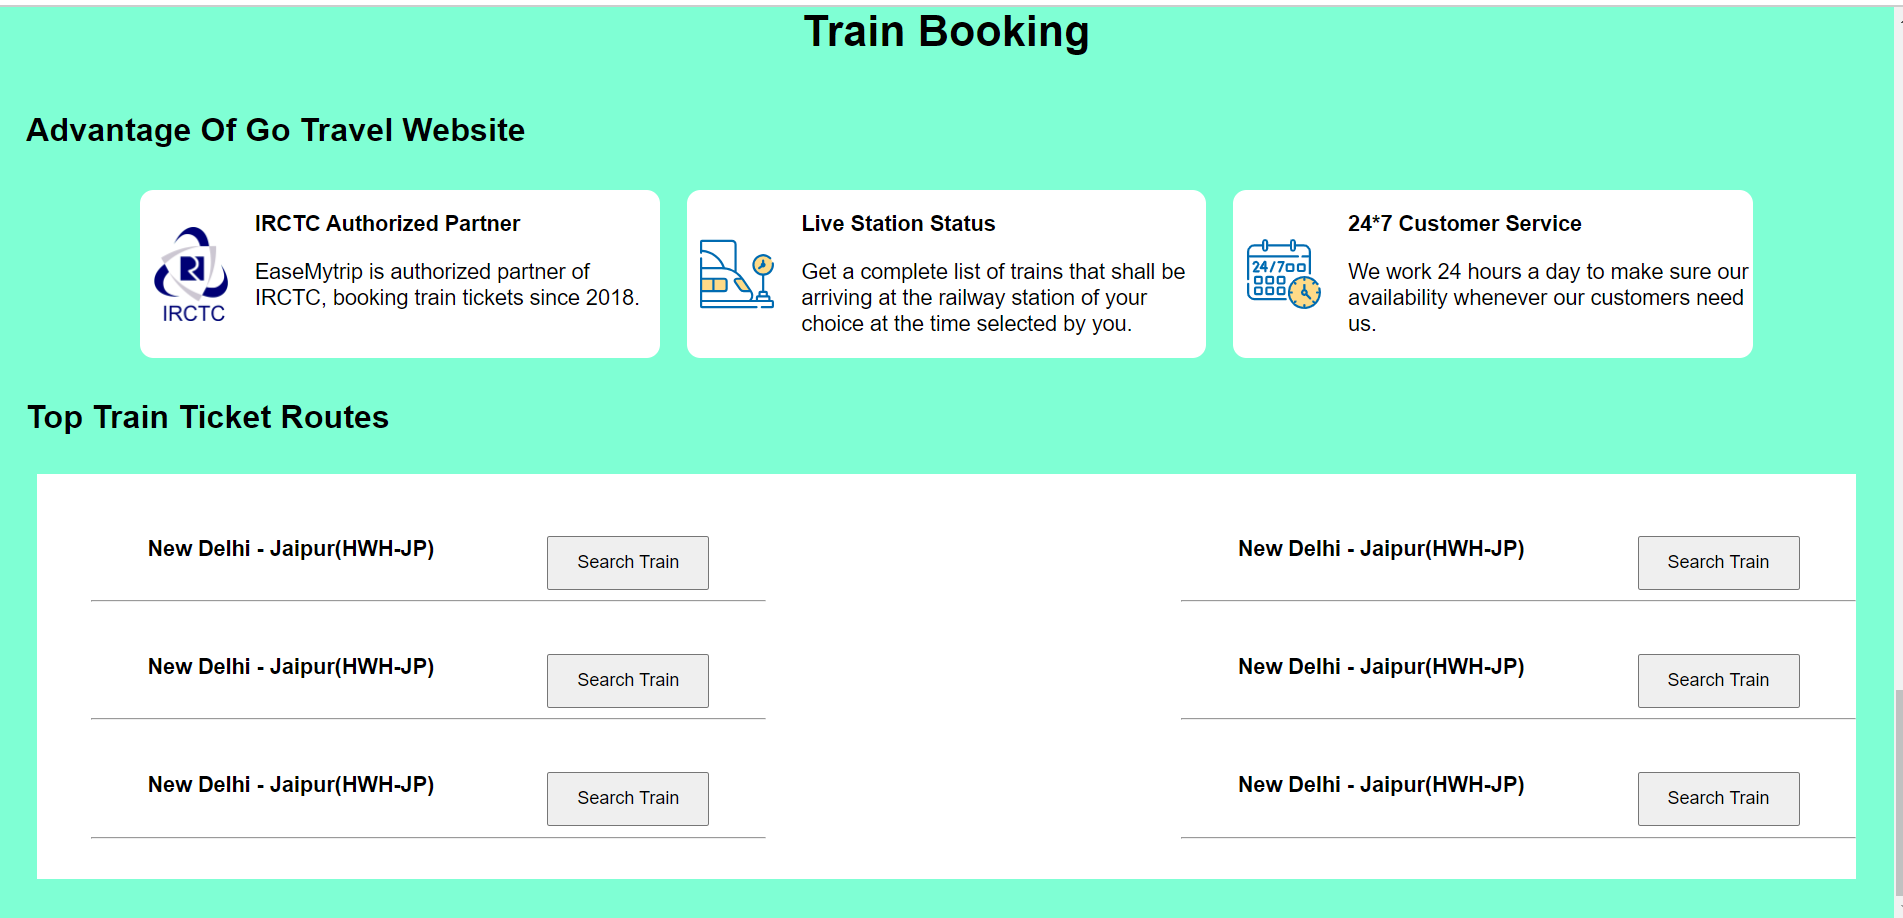 Train Booking
Advantage Of Go Travel Website
IRCTC
IRCTC Authorized Partner
EaseMytrip is authorized partner of
IRCTC, booking train tickets since 2018.
Live Station Status
Get a complete list of trains that shall be
arriving at the railway station of your
choice at the time selected by you.
24/7
24*7 Customer Service
We work 24 hours a day to make sure our
availability whenever our customers need
us.
Top Train Ticket Routes
New Delhi - Jaipur(HWH-JP)
Search Train
New Delhi - Jaipur(HWH-JP)
Search Train
New Delhi - Jaipur(HWH-JP)
Search Train
New Delhi - Jaipur(HWH-JP)
Search Train
New Delhi - Jaipur(HWH-JP)
Search Train
New Delhi - Jaipur(HWH-JP)
Search Train